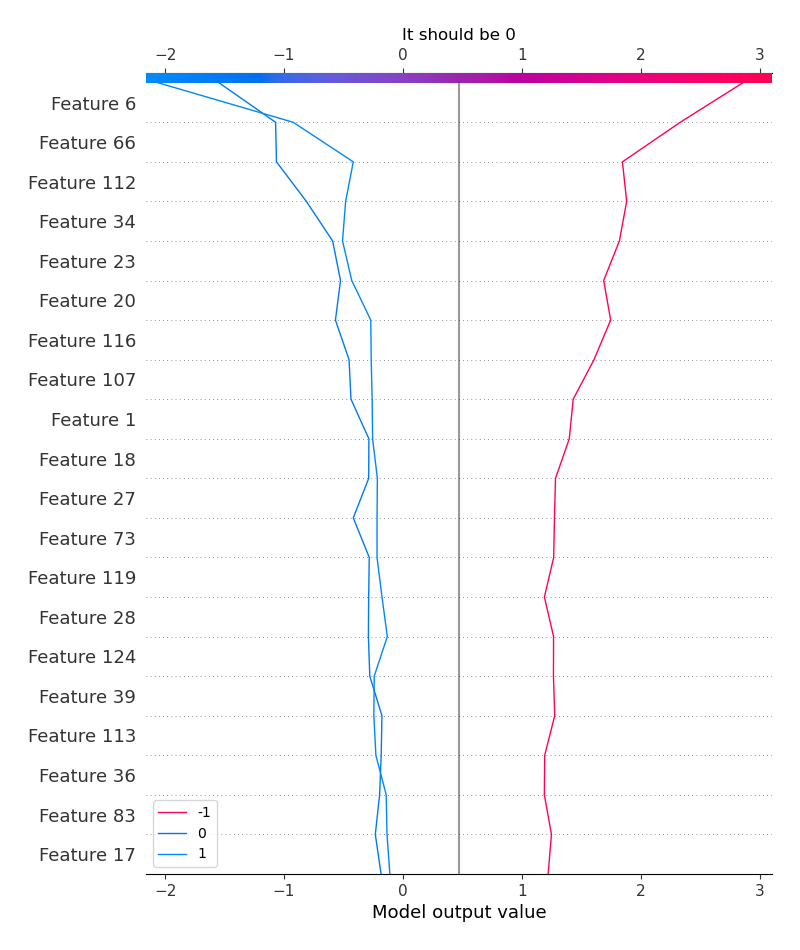 It should be 0
−2 −1 0 1 2 3
Feature 6
Feature 66
Feature 112
Feature 34
Feature 23
Feature 20
Feature 116
Feature 107
Feature 1
Feature 18
Feature 27
Feature 73
Feature 119
Feature 28
Feature 124
Feature 39
Feature 113
Feature 36
Feature 83
Feature 17
-1
0
1
−2 −1 0 1 2 3
Model output value